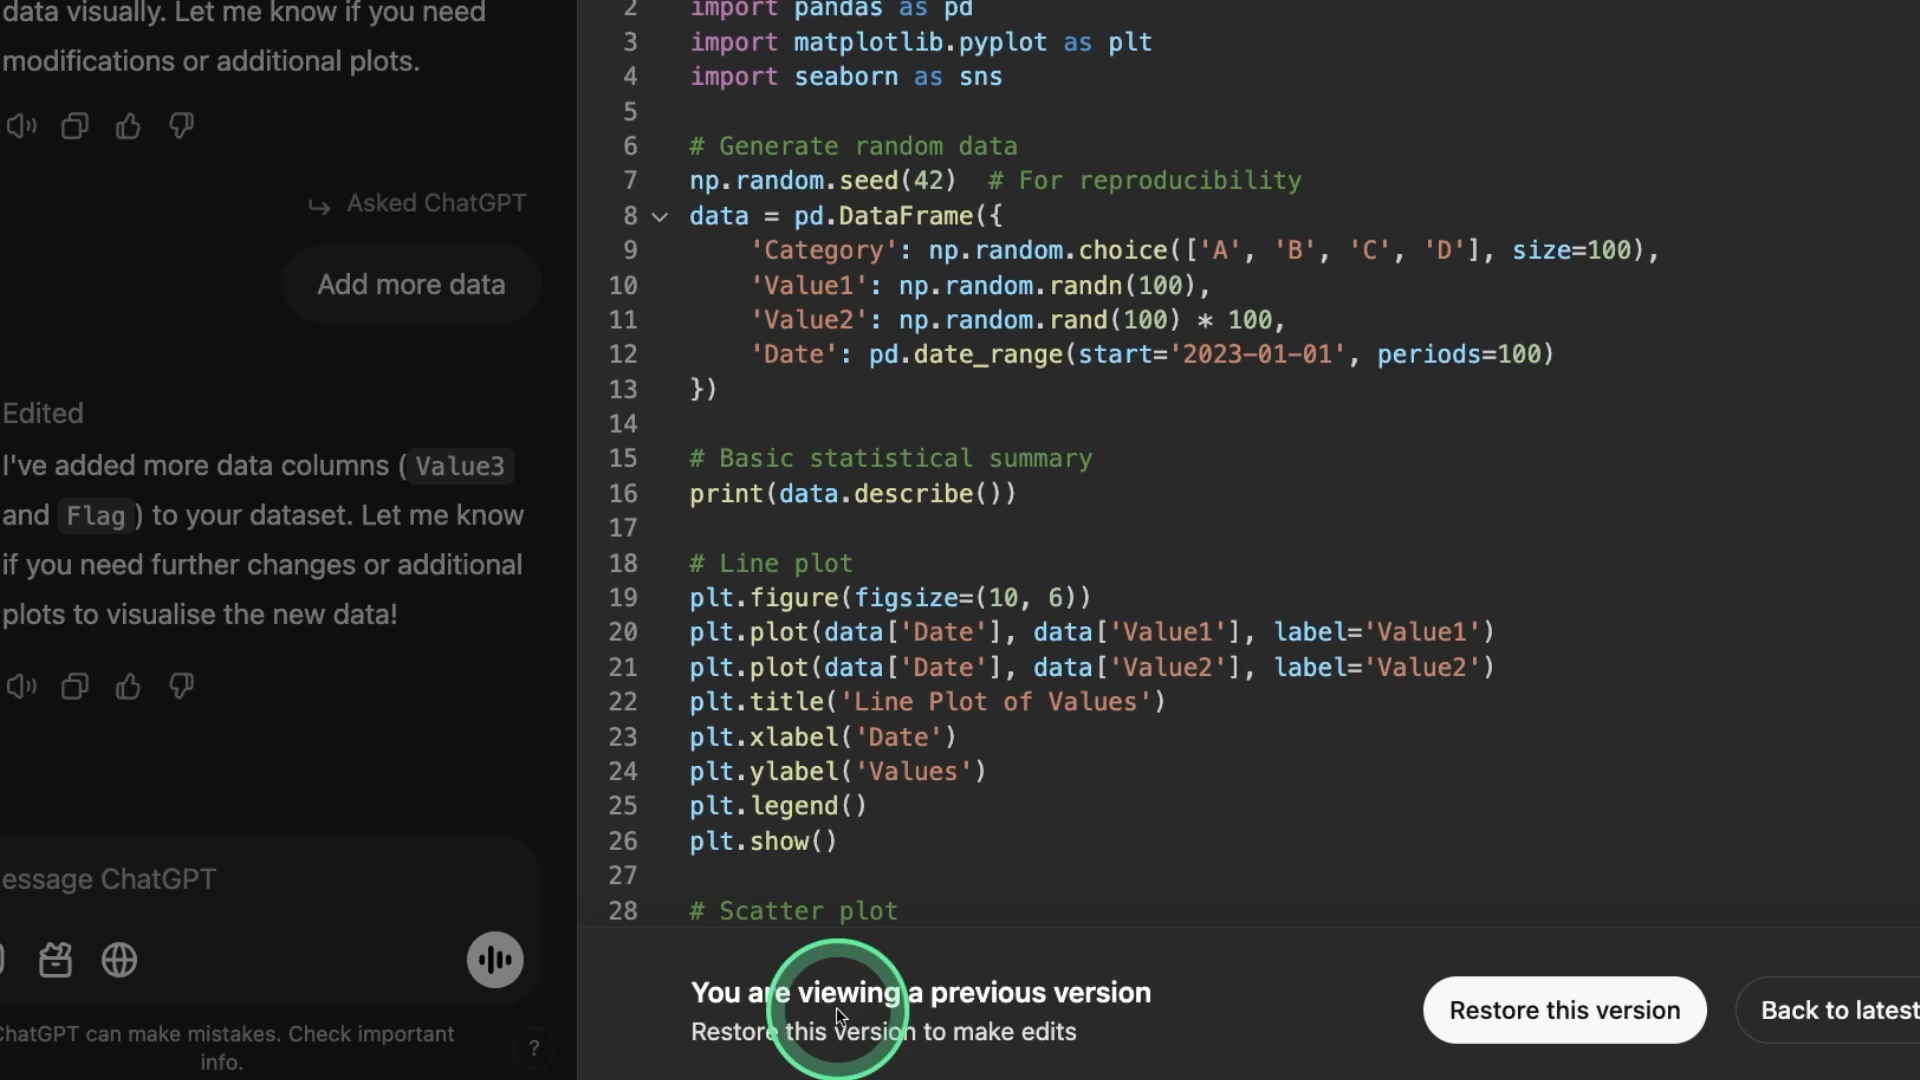 data visually. Let me know if you need
modifications or additional plots.
Asked ChatGPT
Add more data
Edited
I've added more data columns ( Value3
and Flag ) to your dataset. Let me know
if you need further changes or additional
plots to visualise the new data!
essage ChatGPT
ChatGPT can make mistakes. Check important
info.
?
2 import pandas as pd
3 import matplotlib.pyplot as plt
4 import seaborn as sns
5
6 # Generate random data
7 np.random.seed(42)  # For reproducibility
8 data = pd.DataFrame({
9     'Category': np.random.choice(['A', 'B', 'C', 'D'], size=100),
10     'Value1': np.random.randn(100),
11     'Value2': np.random.rand(100) * 100,
12     'Date': pd.date_range(start='2023-01-01', periods=100)
13 })
14
15 # Basic statistical summary
16 print(data.describe())
17
18 # Line plot
19 plt.figure(figsize=(10, 6))
20 plt.plot(data['Date'], data['Value1'], label='Value1')
21 plt.plot(data['Date'], data['Value2'], label='Value2')
22 plt.title('Line Plot of Values')
23 plt.xlabel('Date')
24 plt.ylabel('Values')
25 plt.legend()
26 plt.show()
27
28 # Scatter plot
You are viewing a previous version
Restore this version to make edits
Restore this version
Back to latest